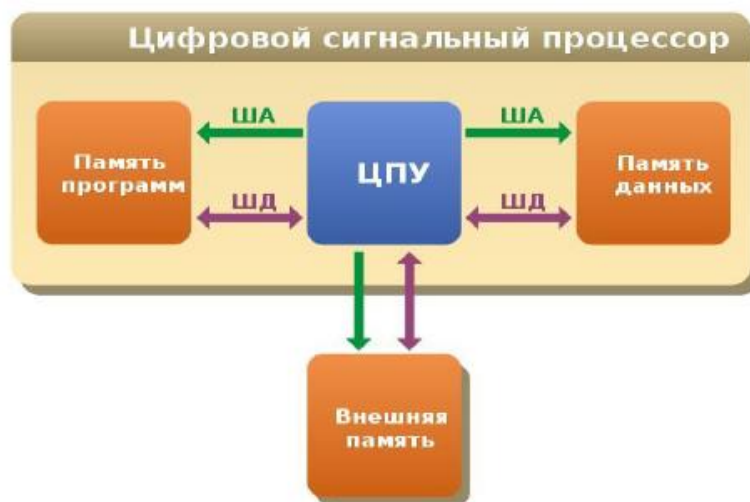 Цифровой сигнальный процессор
ША
ША
Память
программ
ЦПУ
Память
данных
ШД
ШД
Внешняя
память